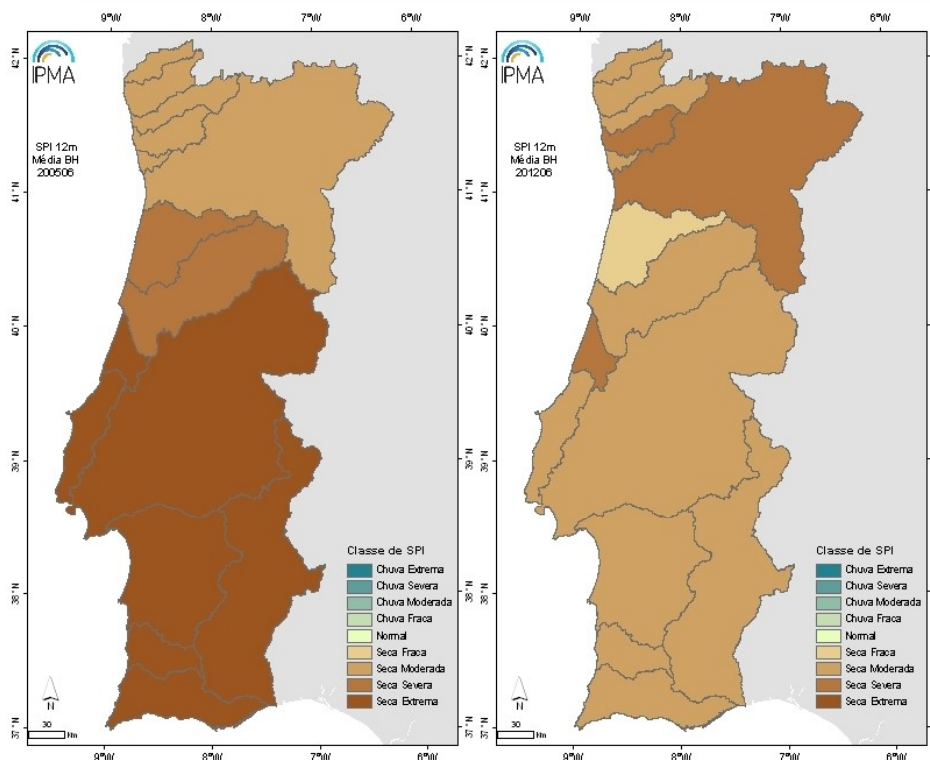 9°W 8°W 7°W 6°W
42°N
IPMA
SPI 12m
Média BH
200506
41°N
40°N
39°N
38°N
37°N
Classe de SPI
Chuva Extrema
Chuva Severa
Chuva Moderada
Chuva Fraca
Normal
Seca Fraca
Seca Moderada
Seca Severa
Seca Extrema
N
30
Nm
9°W 8°W 7°W 6°W
9°W 8°W 7°W 6°W
42°N
IPMA
SPI 12m
Média BH
201206
41°N
40°N
39°N
38°N
37°N
Classe de SPI
Chuva Extrema
Chuva Severa
Chuva Moderada
Chuva Fraca
Normal
Seca Fraca
Seca Moderada
Seca Severa
Seca Extrema
N
30
Nm
9°W 8°W 7°W 6°W